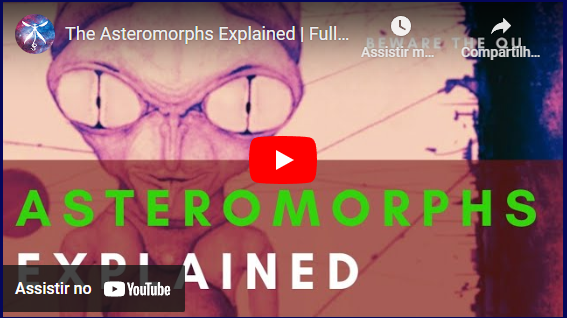 The Asteromorphs Explained | Full...
BEWARE THE QU
Assistir m...
Compartilh...
ASTEROMORPHS
EXPLAINED
Assistir no YouTube